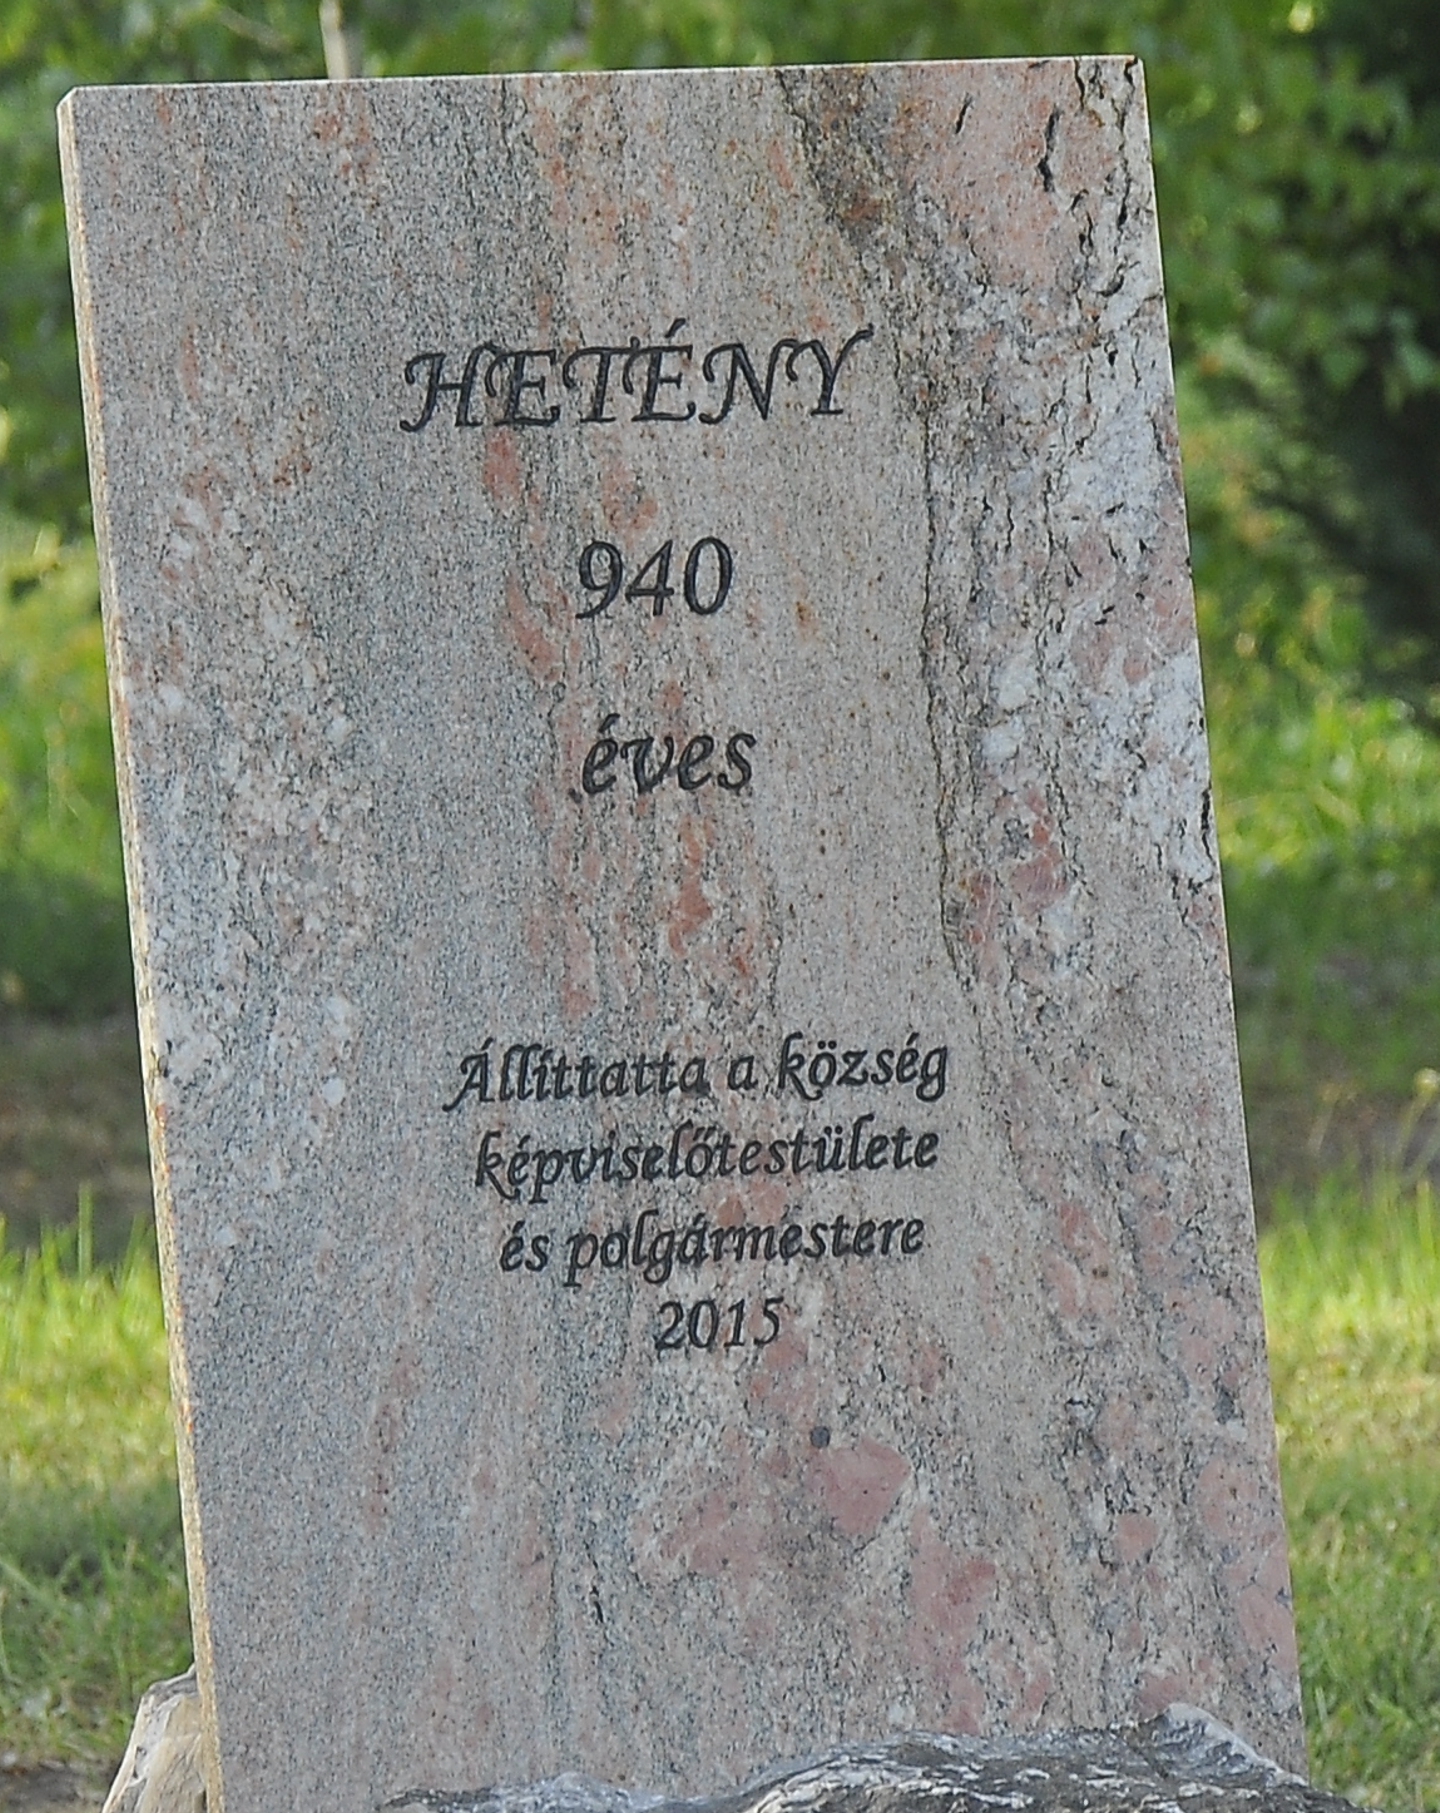 HETÉNY
940
éves
Állíttatta a község
képviselőtestülete
és polgármestere
2015